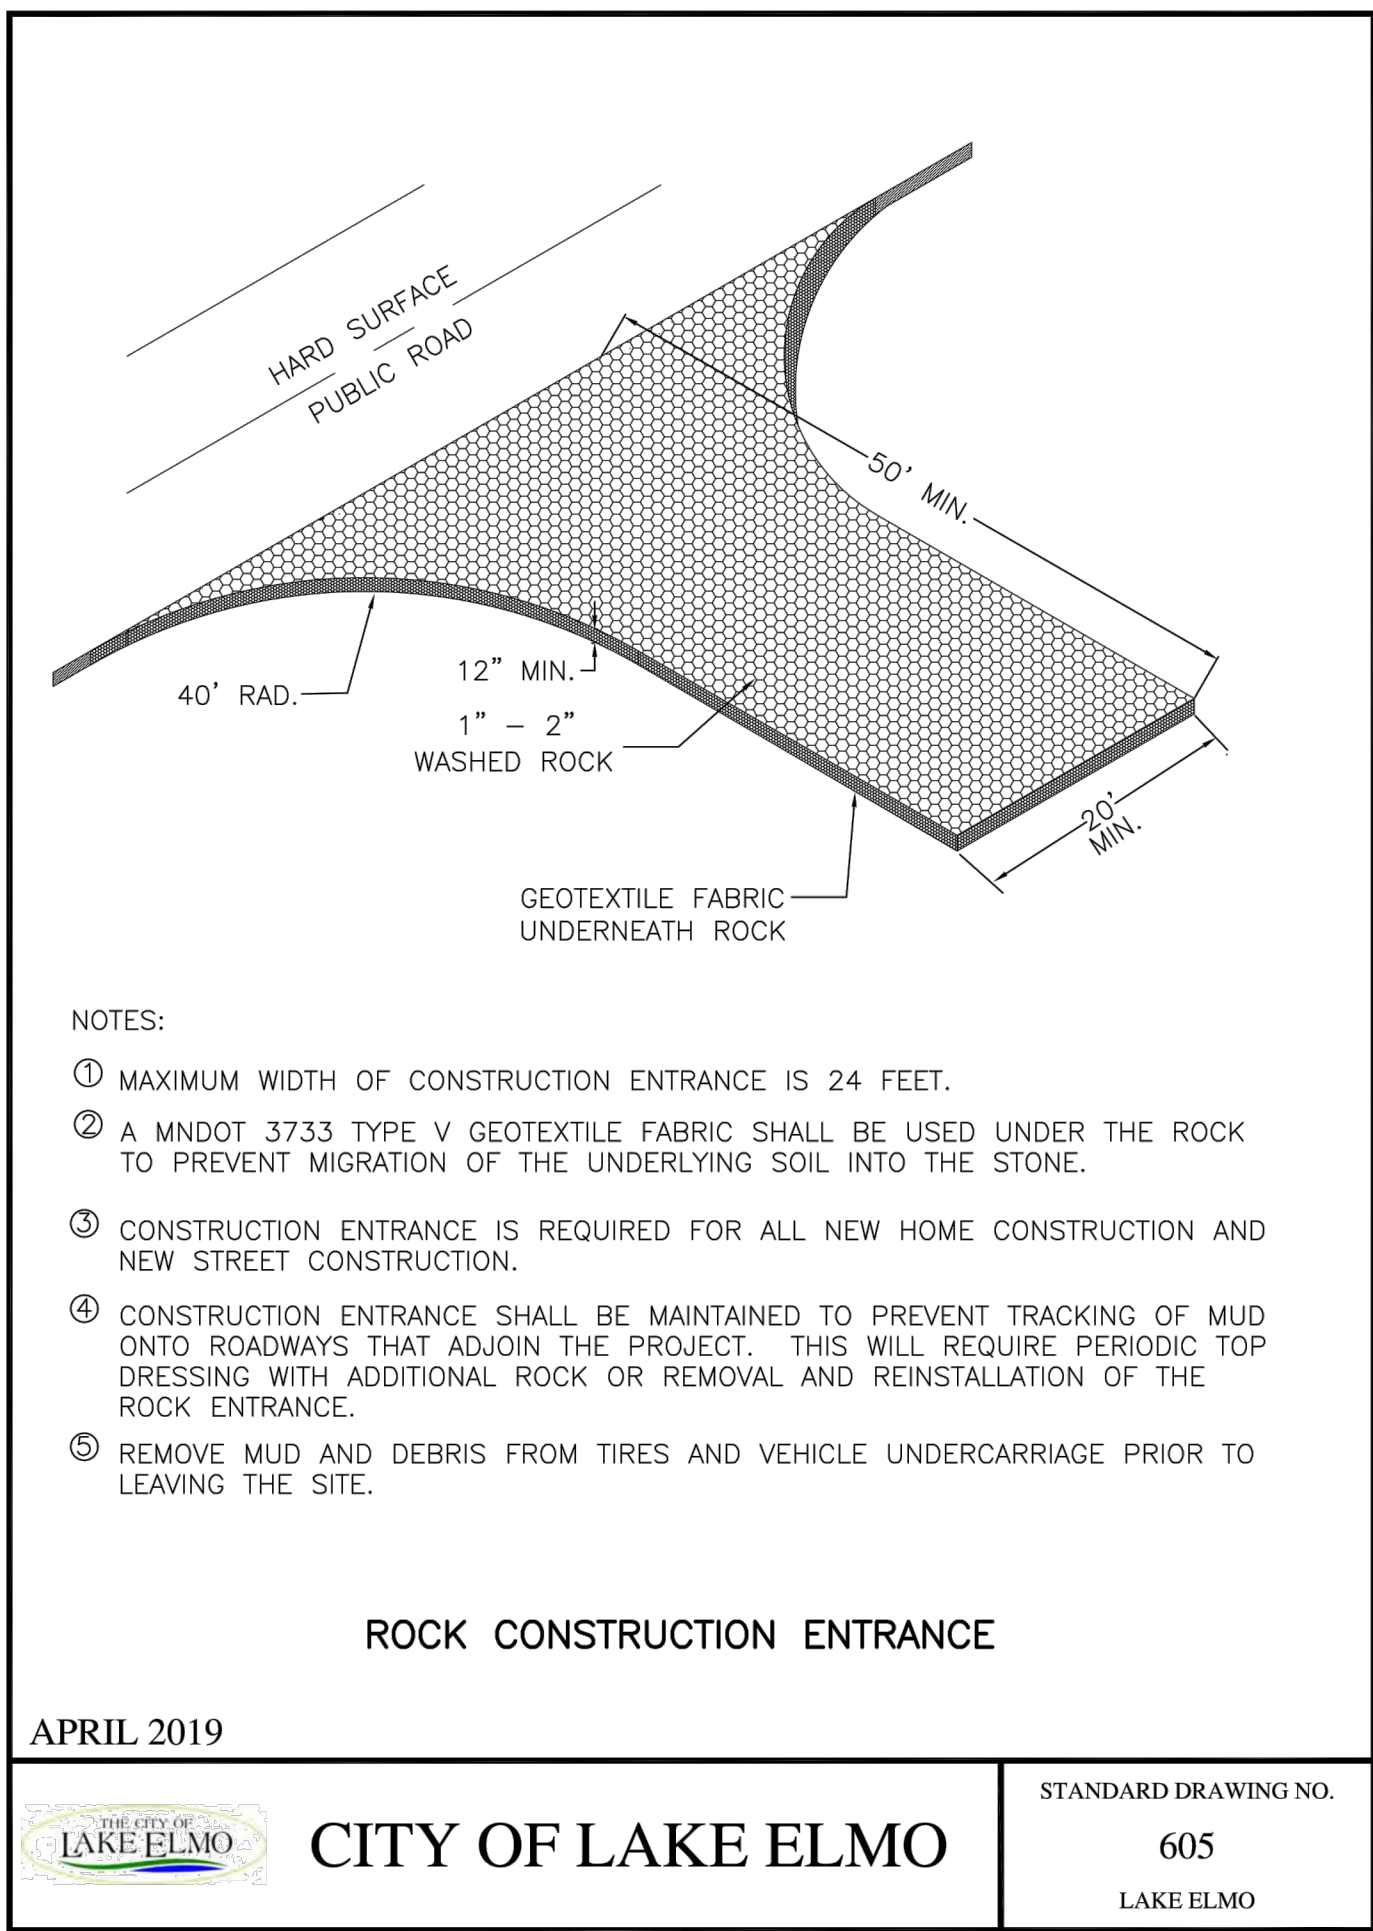 HARD SURFACE
PUBLIC ROAD
50' MIN.
12" MIN.
40' RAD.
1" – 2"
WASHED ROCK
20'
MIN.
GEOTEXTILE FABRIC
UNDERNEATH ROCK
NOTES:
① MAXIMUM WIDTH OF CONSTRUCTION ENTRANCE IS 24 FEET.
② A MNDOT 3733 TYPE V GEOTEXTILE FABRIC SHALL BE USED UNDER THE ROCK
TO PREVENT MIGRATION OF THE UNDERLYING SOIL INTO THE STONE.
③ CONSTRUCTION ENTRANCE IS REQUIRED FOR ALL NEW HOME CONSTRUCTION AND
NEW STREET CONSTRUCTION.
④ CONSTRUCTION ENTRANCE SHALL BE MAINTAINED TO PREVENT TRACKING OF MUD
ONTO ROADWAYS THAT ADJOIN THE PROJECT. THIS WILL REQUIRE PERIODIC TOP
DRESSING WITH ADDITIONAL ROCK OR REMOVAL AND REINSTALLATION OF THE
ROCK ENTRANCE.
⑤ REMOVE MUD AND DEBRIS FROM TIRES AND VEHICLE UNDERCARRIAGE PRIOR TO
LEAVING THE SITE.
ROCK CONSTRUCTION ENTRANCE
APRIL 2019
THE CITY OF
LAKE ELMO
CITY OF LAKE ELMO
STANDARD DRAWING NO.
605
LAKE ELMO